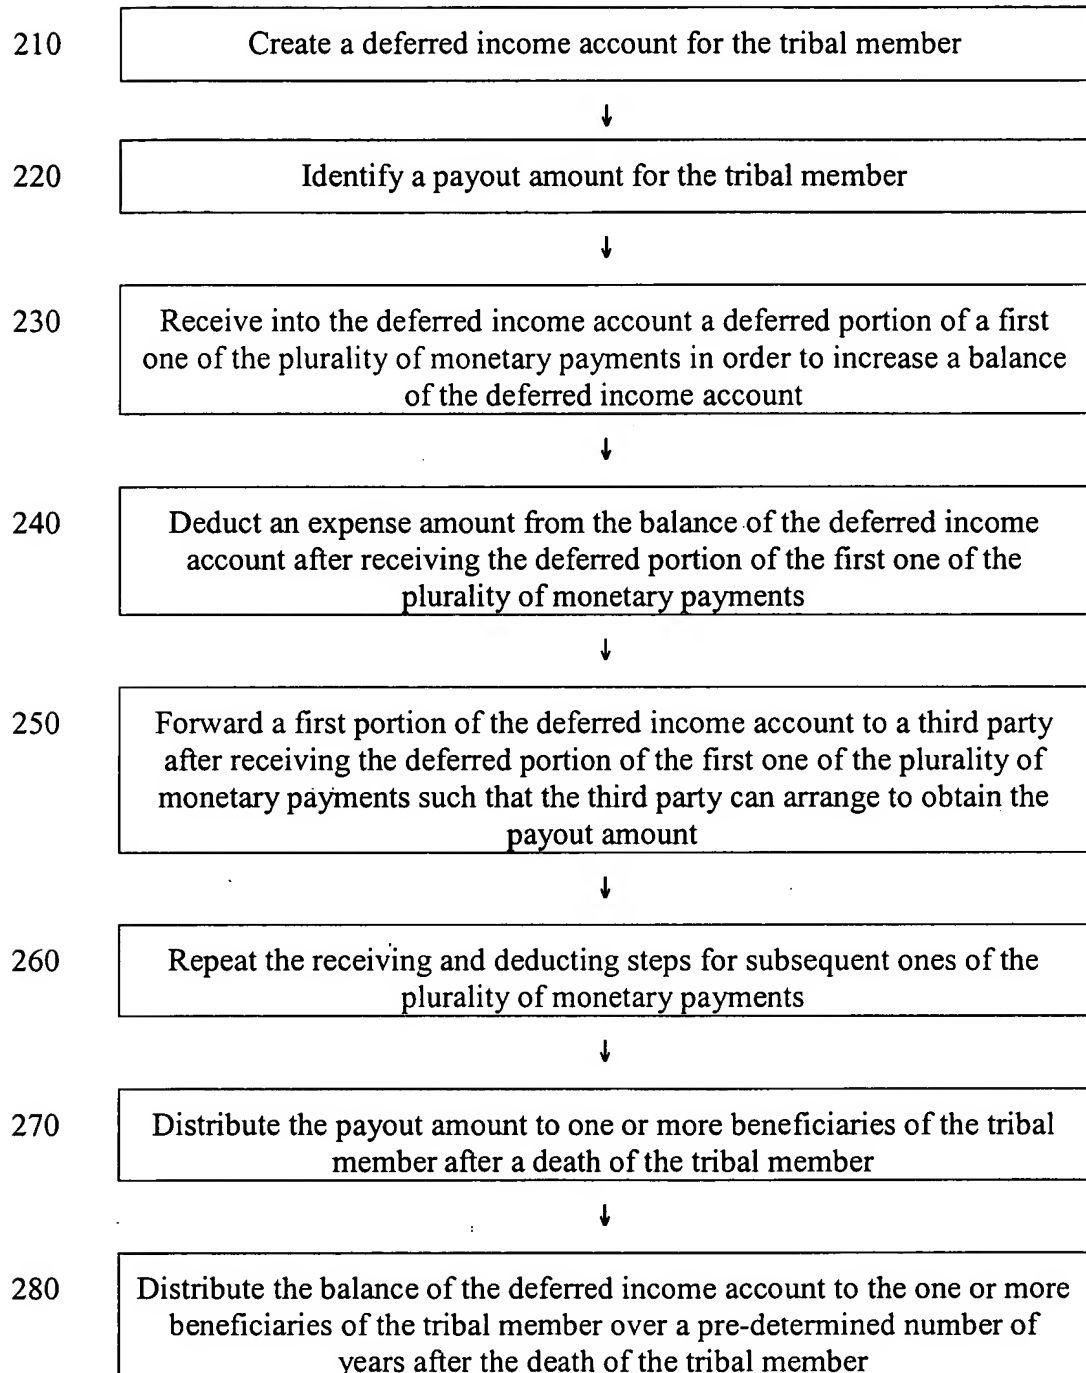 210 Create a deferred income account for the tribal member
↓
220 Identify a payout amount for the tribal member
↓
230 Receive into the deferred income account a deferred portion of a first
one of the plurality of monetary payments in order to increase a balance
of the deferred income account
↓
240 Deduct an expense amount from the balance of the deferred income
account after receiving the deferred portion of the first one of the
plurality of monetary payments
↓
250 Forward a first portion of the deferred income account to a third party
after receiving the deferred portion of the first one of the plurality of
monetary payments such that the third party can arrange to obtain the
payout amount
↓
260 Repeat the receiving and deducting steps for subsequent ones of the
plurality of monetary payments
↓
270 Distribute the payout amount to one or more beneficiaries of the tribal
member after a death of the tribal member
↓
280 Distribute the balance of the deferred income account to the one or more
beneficiaries of the tribal member over a pre-determined number of
years after the death of the tribal member